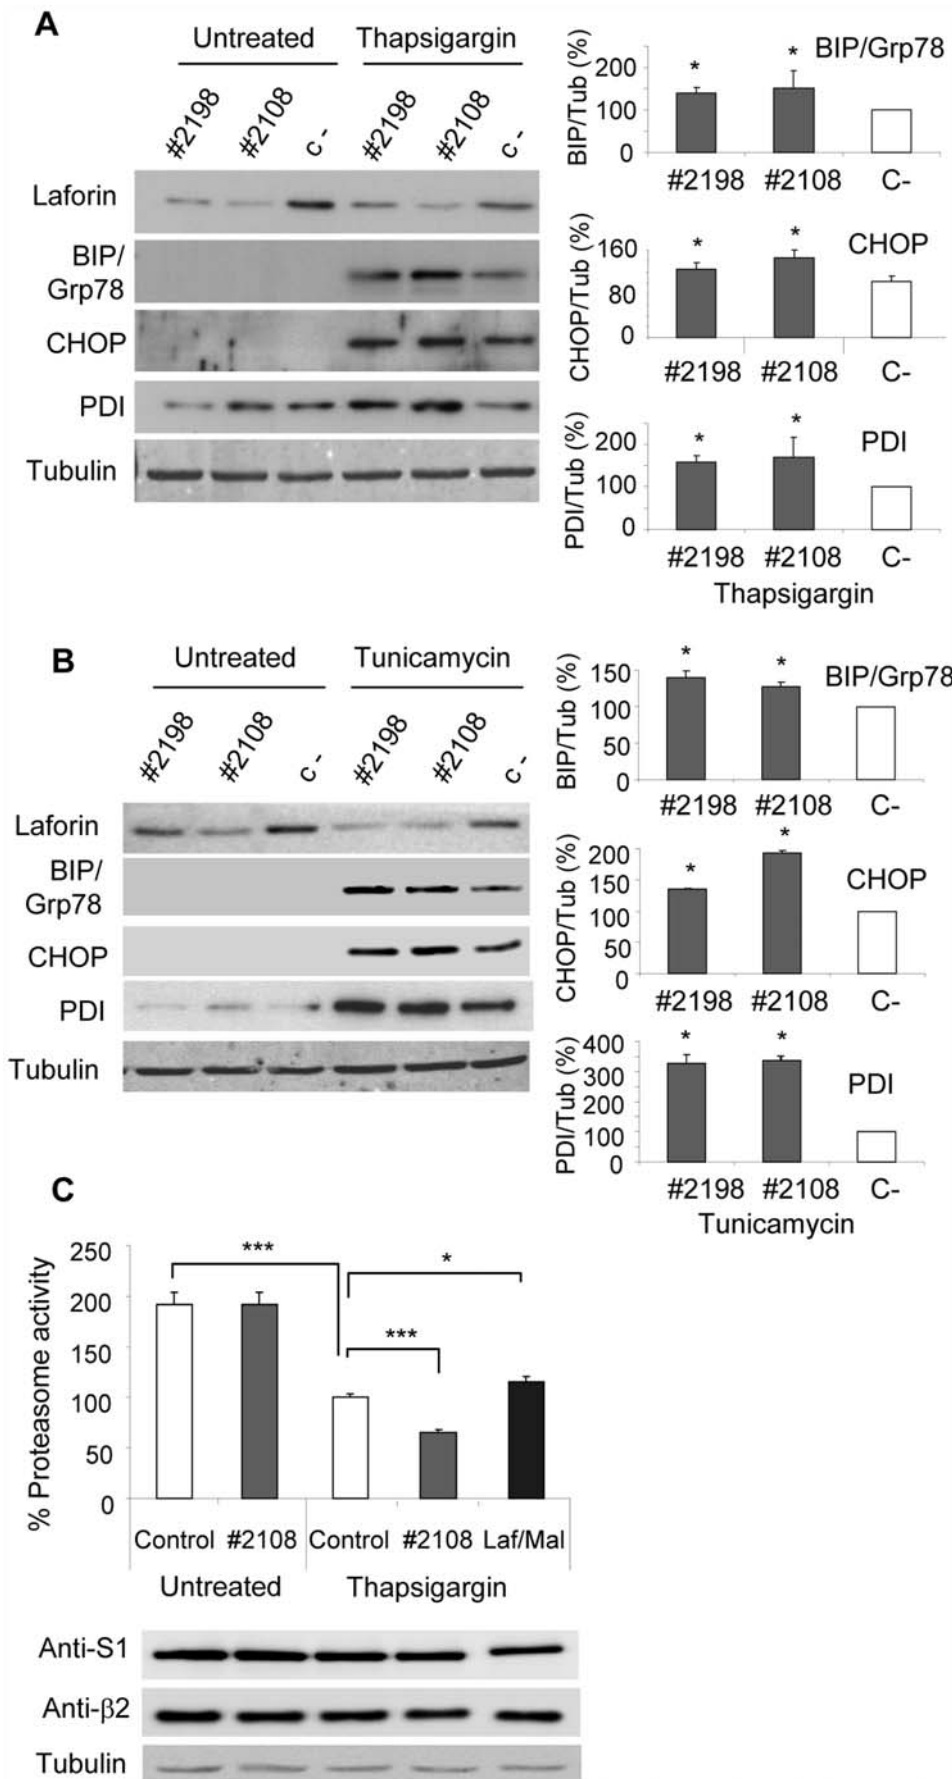 A
Untreated Thapsigargin
#2198 #2108 c- #2198 #2108 c-
Laforin
BIP/
Grp78
CHOP
PDI
Tubulin
BIP/Grp78
BIP/Tub (%)
200
100
0
* *
#2198 #2108 C-
CHOP
CHOP/Tub (%)
160
80
0
* *
#2198 #2108 C-
PDI
PDI/Tub (%)
200
100
0
* *
#2198 #2108 C-
Thapsigargin
B
Untreated Tunicamycin
#2198 #2108 c- #2198 #2108 c-
Laforin
BIP/
Grp78
CHOP
PDI
Tubulin
BIP/Grp78
BIP/Tub (%)
150
100
50
0
* *
#2198 #2108 C-
CHOP
CHOP/Tub (%)
200
150
100
50
0
* *
#2198 #2108 C-
PDI
PDI/Tub (%)
400
300
200
100
0
* *
#2198 #2108 C-
Tunicamycin
C
% Proteasome activity
250
200
150
100
50
0
*** *
***
Control #2108 Control #2108 Laf/Mal
Untreated Thapsigargin
Anti-S1
Anti-β2
Tubulin